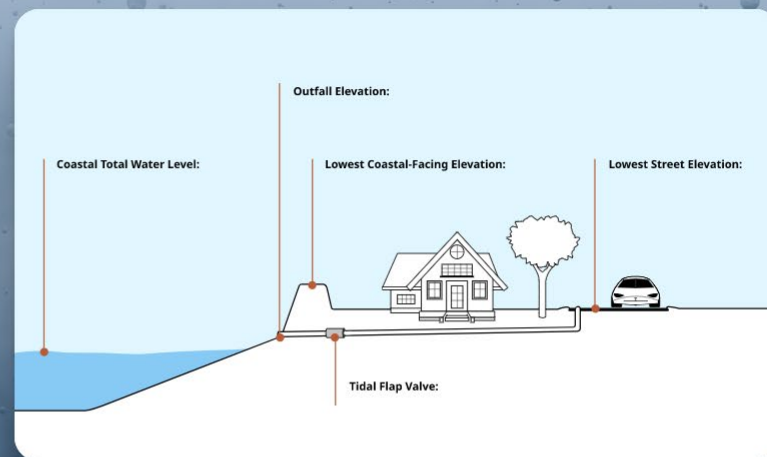 Outfall Elevation:
Coastal Total Water Level:
Lowest Coastal-Facing Elevation:
Lowest Street Elevation:
Tidal Flap Valve: